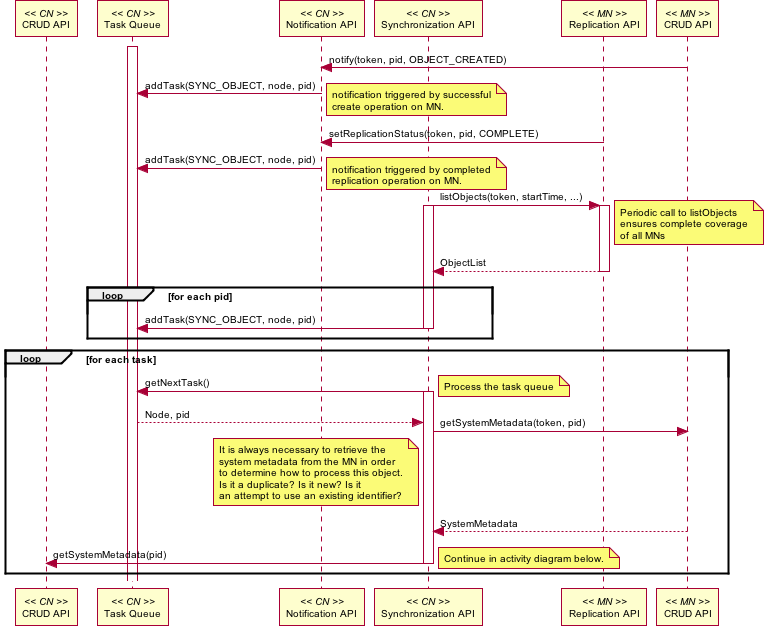 << CN >>
CRUD API
<< CN >>
Task Queue
<< CN >>
Notification API
<< CN >>
Synchronization API
<< MN >>
Replication API
<< MN >>
CRUD API
notify(token, pid, OBJECT_CREATED)
addTask(SYNC_OBJECT, node, pid)
notification triggered by successful
create operation on MN.
setReplicationStatus(token, pid, COMPLETE)
addTask(SYNC_OBJECT, node, pid)
notification triggered by completed
replication operation on MN.
listObjects(token, startTime, ...)
Periodic call to listObjects
ensures complete coverage
of all MNs
ObjectList
loop
[for each pid]
addTask(SYNC_OBJECT, node, pid)
loop
[for each task]
getNextTask()
Process the task queue
Node, pid
getSystemMetadata(token, pid)
It is always necessary to retrieve the
system metadata from the MN in order
to determine how to process this object.
Is it a duplicate? Is it new? Is it
an attempt to use an existing identifier?
SystemMetadata
getSystemMetadata(pid)
Continue in activity diagram below.
<< CN >>
CRUD API
<< CN >>
Task Queue
<< CN >>
Notification API
<< CN >>
Synchronization API
<< MN >>
Replication API
<< MN >>
CRUD API